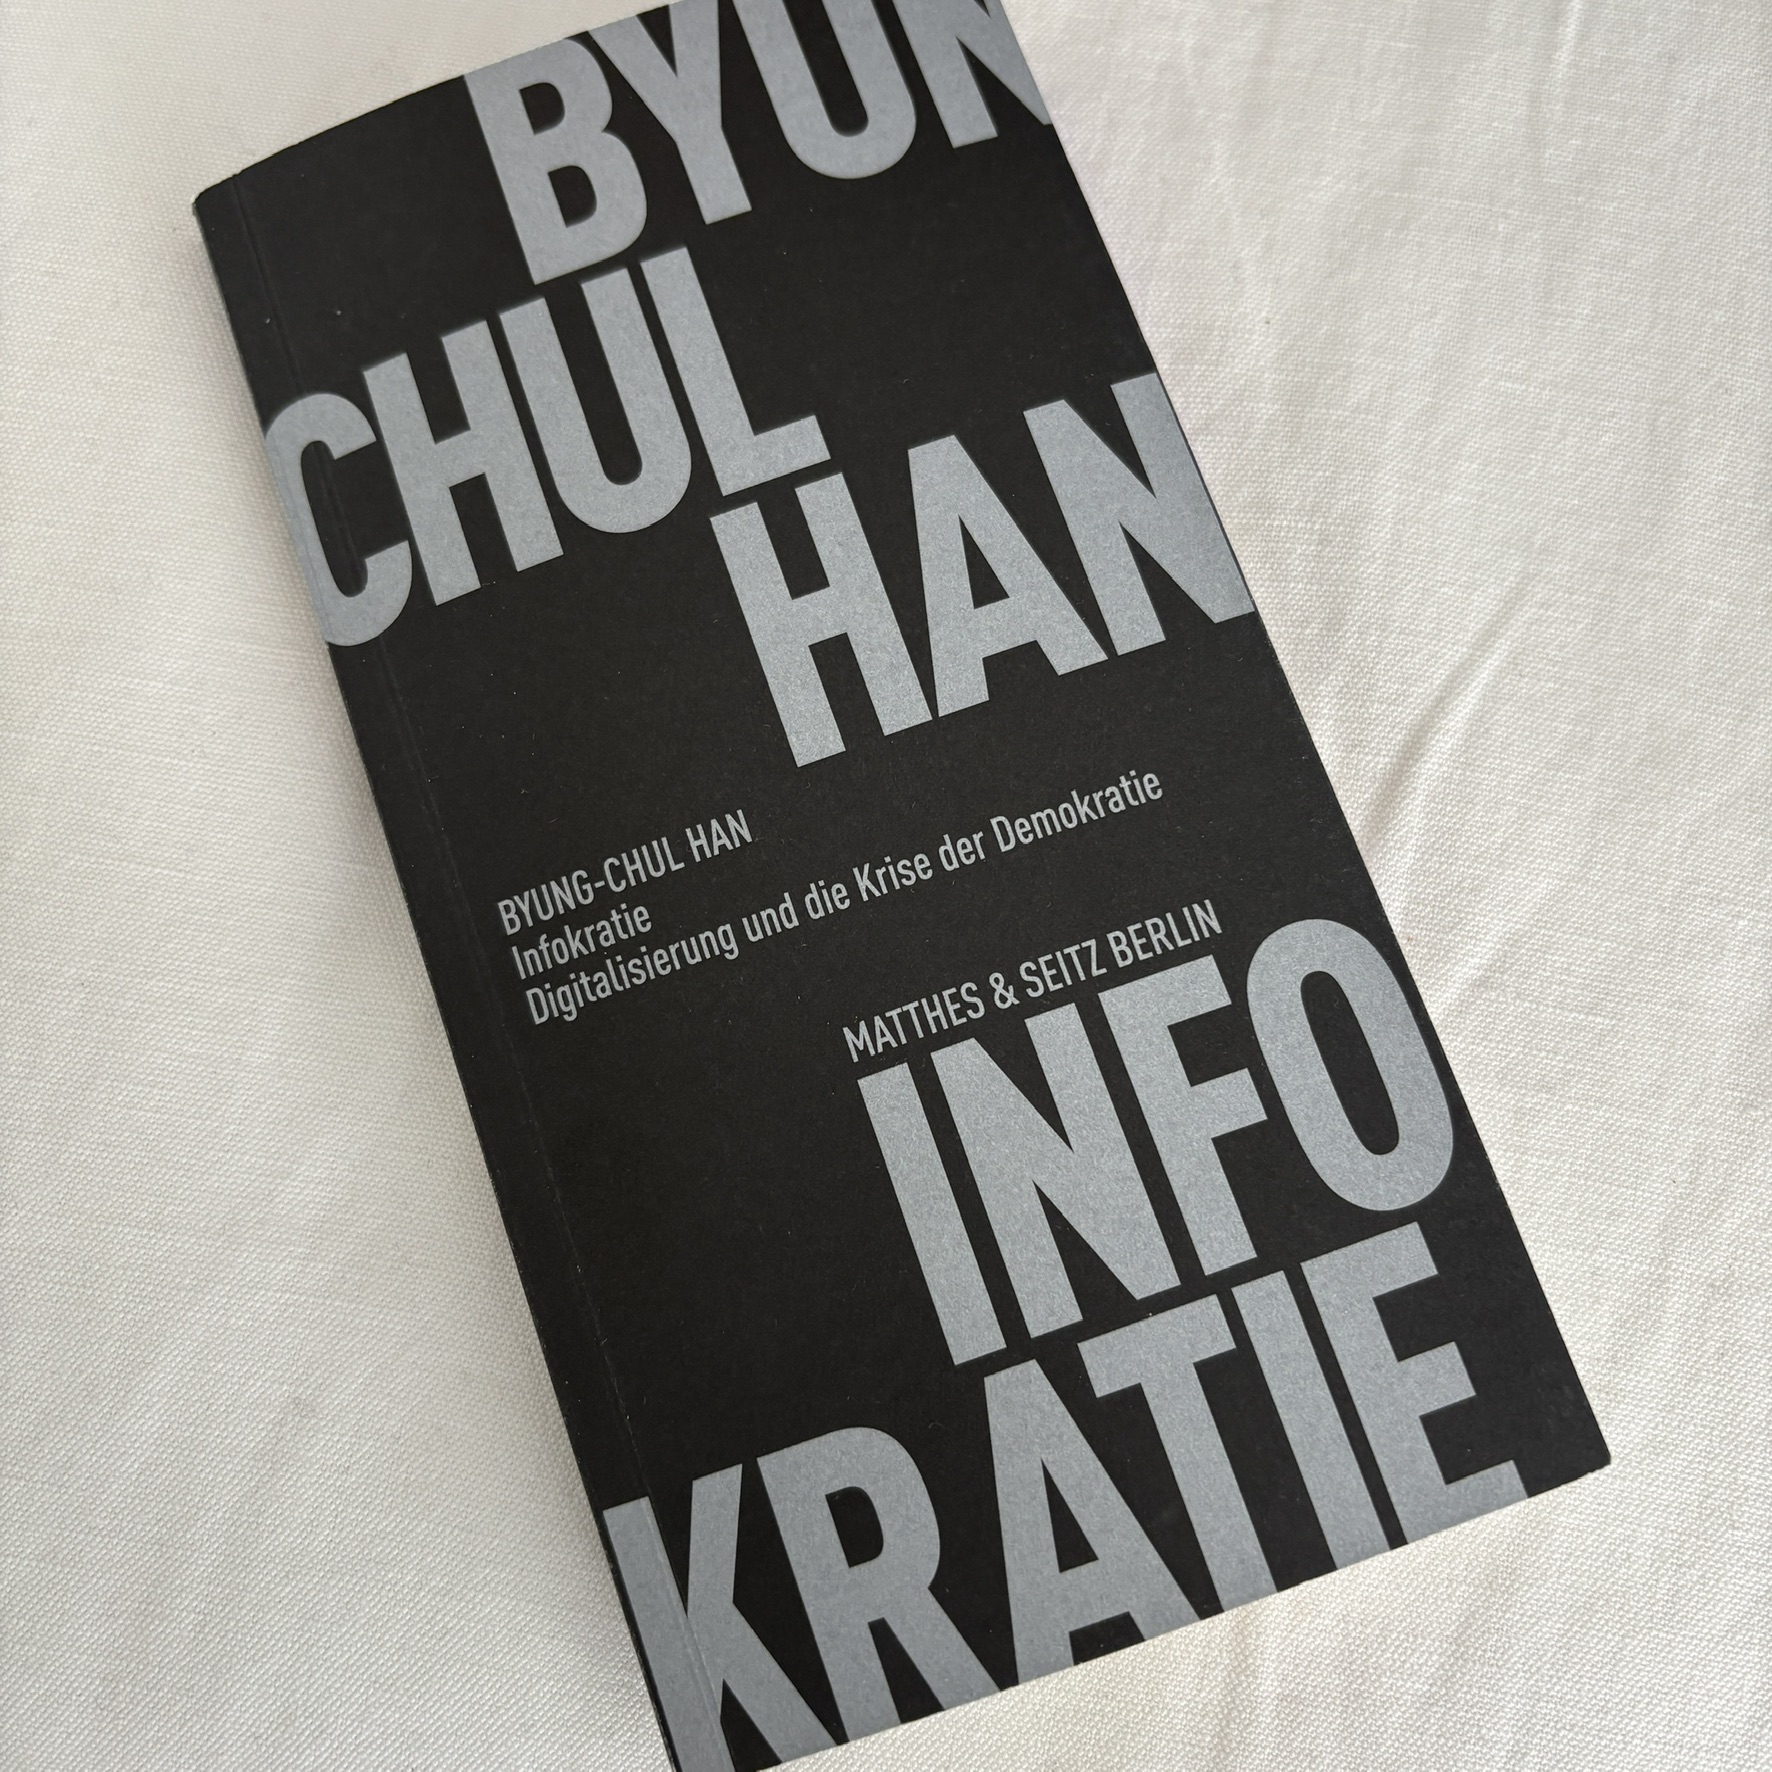 BYUN
CHUL
HAN
BYUNG-CHUL HAN
Infokratie
Digitalisierung und die Krise der Demokratie
MATTHES & SEITZ BERLIN
INFO
KRATIE